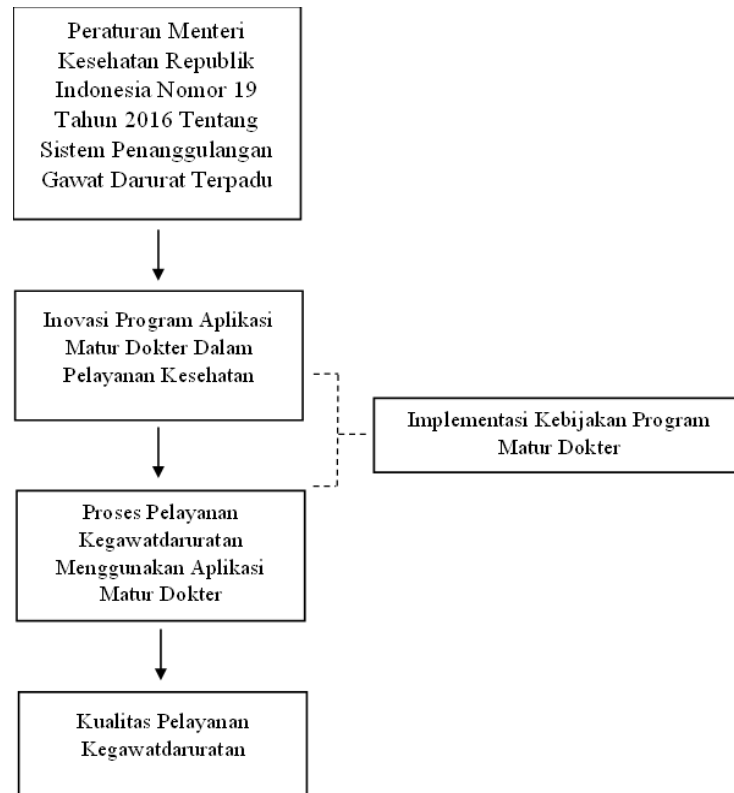 Peraturan Menteri
Kesehatan Republik
Indonesia Nomor 19
Tahun 2016 Tentang
Sistem Penanggulangan
Gawat Darurat Terpadu
Inovasi Program Aplikasi
Matur Dokter Dalam
Pelayanan Kesehatan
Implementasi Kebijakan Program
Matur Dokter
Proses Pelayanan
Kegawatdaruratan
Menggunakan Aplikasi
Matur Dokter
Kualitas Pelayanan
Kegawatdaruratan